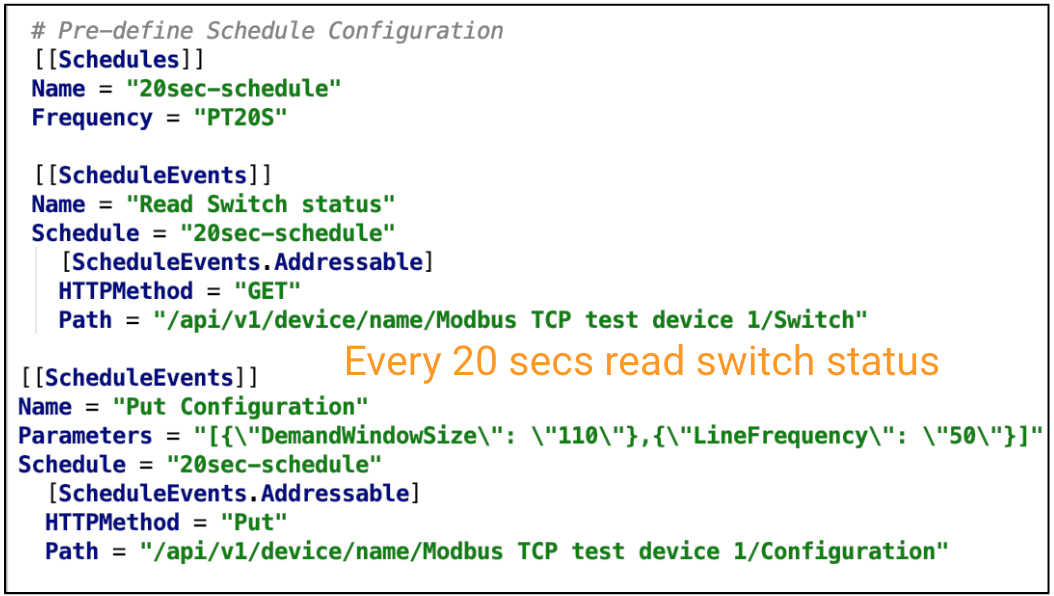 # Pre-define Schedule Configuration
[[Schedules]]
Name = "20sec-schedule"
Frequency = "PT20S"
[[ScheduleEvents]]
Name = "Read Switch status"
Schedule = "20sec-schedule"
[ScheduleEvents.Addressable]
HTTPMethod = "GET"
Path = "/api/v1/device/name/Modbus TCP test device 1/Switch"
Every 20 secs read switch status
[[ScheduleEvents]]
Name = "Put Configuration"
Parameters = "[{\"DemandWindowSize\": \"110\"},{\"LineFrequency\": \"50\"}]"
Schedule = "20sec-schedule"
[ScheduleEvents.Addressable]
HTTPMethod = "Put"
Path = "/api/v1/device/name/Modbus TCP test device 1/Configuration"